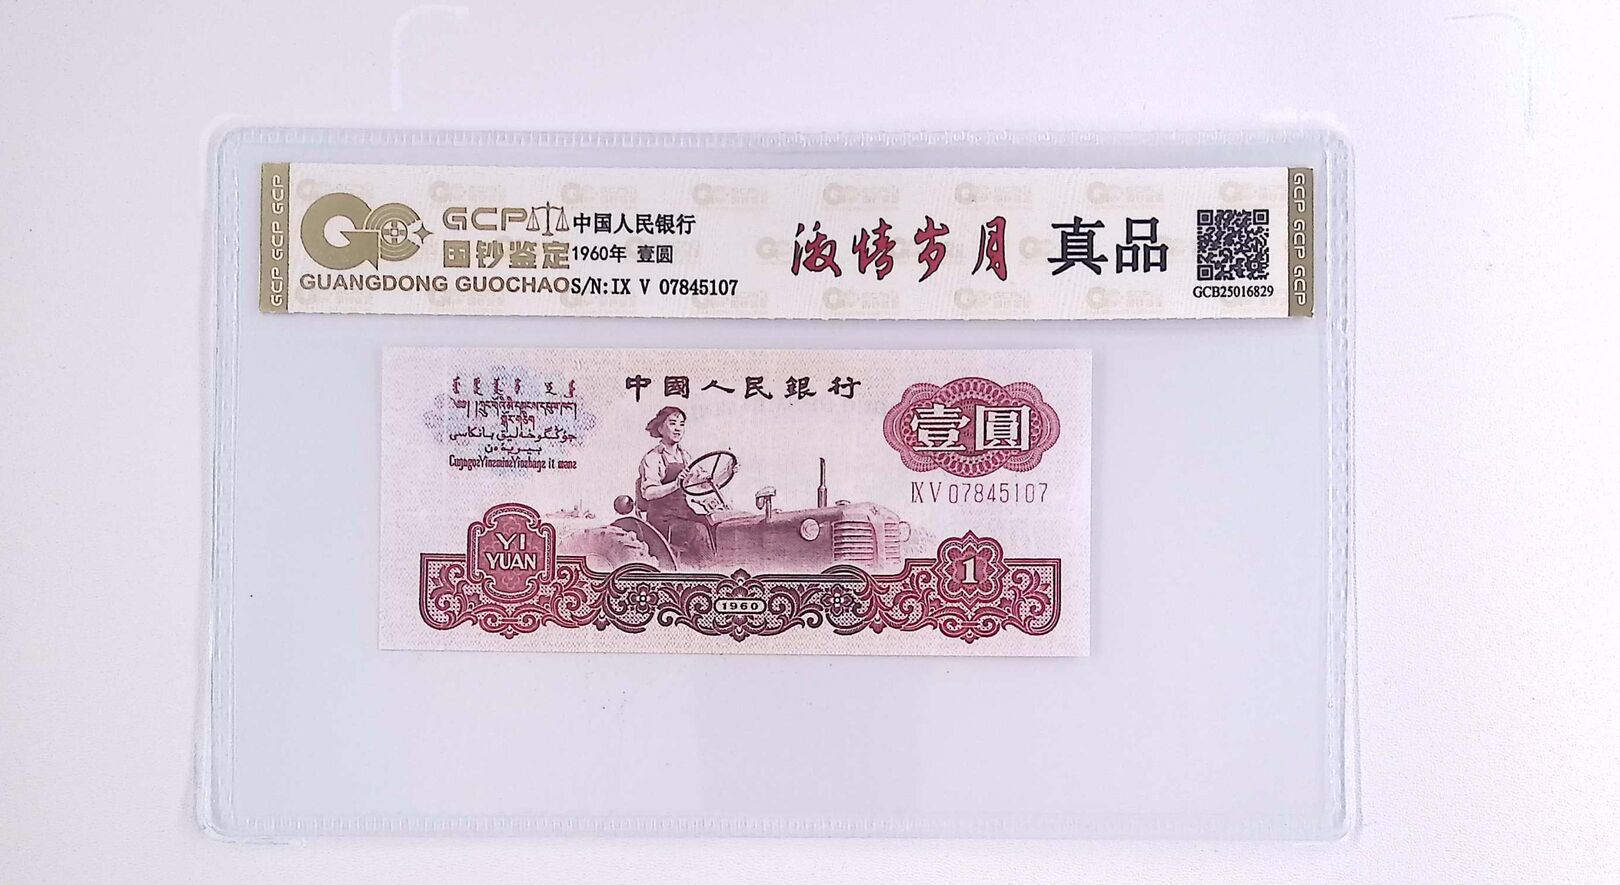 GCP GCP GCP
GCP
国钞鉴定
GUANGDONG GUOCHAO
中国人民银行
1960年 壹圆
S/N:IX V 07845107
激情岁月 真品
GCB25016829
GCP GCP GCP
中國人民銀行
壹圓
IX V 07845107
YI
YUAN
1960
1